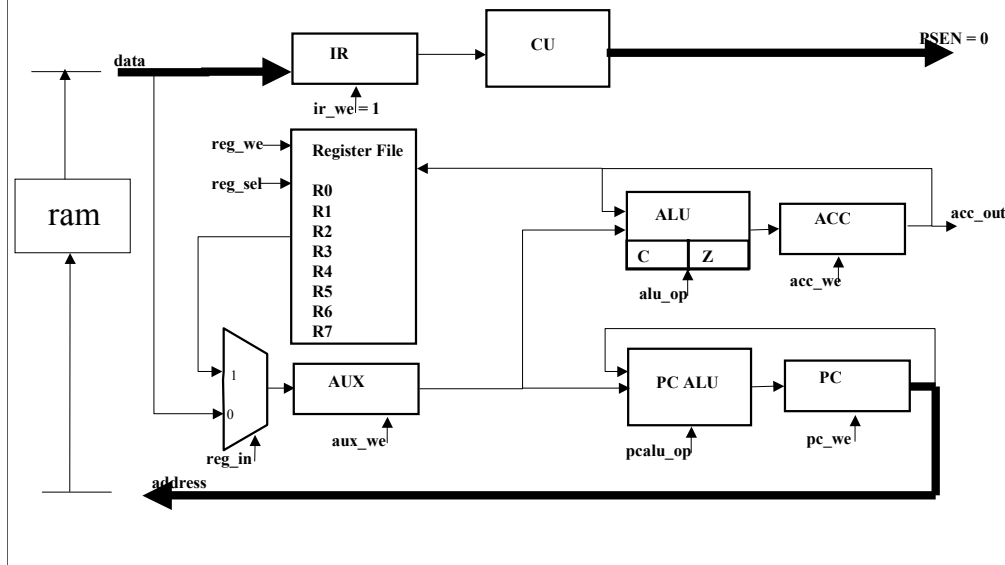 PSEN = 0
data
IR
CU
ir_we = 1
reg_we
Register File
reg_sel
R0
R1
R2
R3
R4
R5
R6
R7
ram
ALU
ACC
acc_out
C
Z
alu_op
acc_we
1
0
AUX
PC ALU
PC
reg_in
aux_we
pcalu_op
pc_we
address